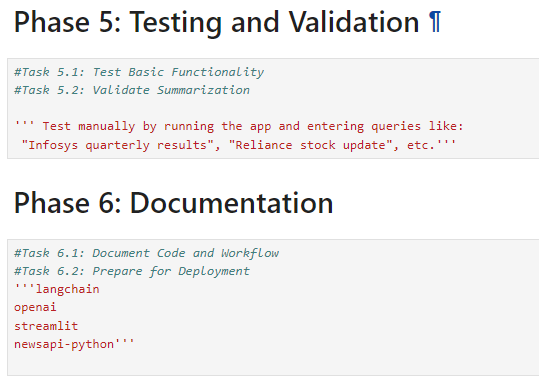 Phase 5: Testing and Validation ¶
#Task 5.1: Test Basic Functionality
#Task 5.2: Validate Summarization
''' Test manually by running the app and entering queries like:
"Infosys quarterly results", "Reliance stock update", etc.'''
Phase 6: Documentation
#Task 6.1: Document Code and Workflow
#Task 6.2: Prepare for Deployment
'''langchain
openai
streamlit
newsapi-python'''